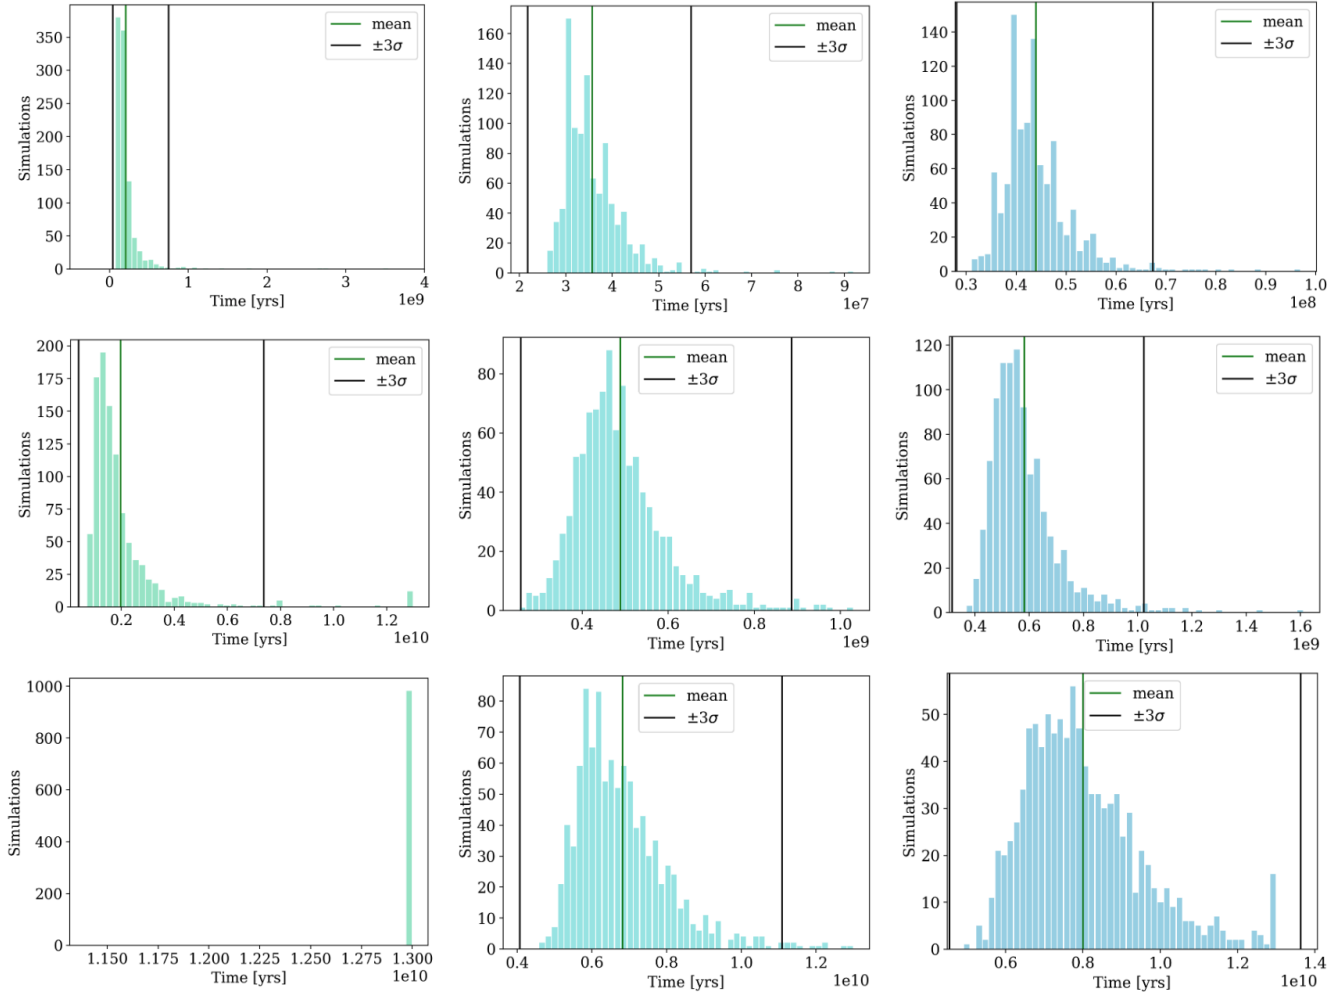 mean
±3σ
350
300
250
200
150
100
50
0
Simulations
0 1 2 3 4
Time [yrs]
1e9
mean
±3σ
160
140
120
100
80
60
40
20
0
Simulations
2 3 4 5 6 7 8 9
Time [yrs]
1e7
mean
±3σ
140
120
100
80
60
40
20
0
Simulations
0.3 0.4 0.5 0.6 0.7 0.8 0.9 1.0
Time [yrs]
1e8
mean
±3σ
200
175
150
125
100
75
50
25
0
Simulations
0.2 0.4 0.6 0.8 1.0 1.2
Time [yrs]
1e10
mean
±3σ
80
60
40
20
0
Simulations
0.4 0.6 0.8 1.0
Time [yrs]
1e9
mean
±3σ
120
100
80
60
40
20
0
Simulations
0.4 0.6 0.8 1.0 1.2 1.4 1.6
Time [yrs]
1e9
1000
800
600
400
200
0
Simulations
1.150 1.175 1.200 1.225 1.250 1.275 1.300
Time [yrs]
1e10
mean
±3σ
80
70
60
50
40
30
20
10
0
Simulations
0.4 0.6 0.8 1.0 1.2
Time [yrs]
1e10
mean
±3σ
50
40
30
20
10
0
Simulations
0.6 0.8 1.0 1.2 1.4
Time [yrs]
1e10